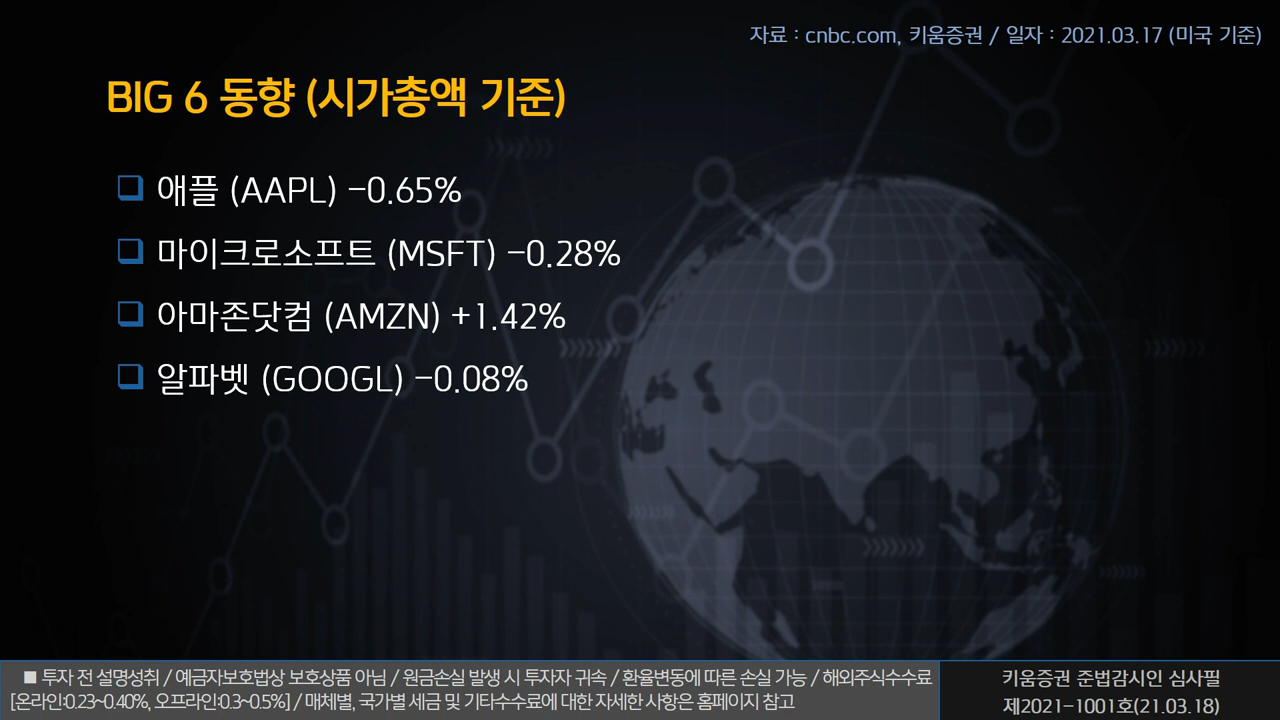 자료 : cnbc.com, 키움증권 / 일자 : 2021.03.17 (미국 기준)
BIG 6 동향 (시가총액 기준)
애플 (AAPL) -0.65%
마이크로소프트 (MSFT) -0.28%
아마존닷컴 (AMZN) +1.42%
알파벳 (GOOGL) -0.08%
■ 투자 전 설명성취 / 예금자보호법상 보호상품 아님 / 원금손실 발생 시 투자자 귀속 / 환율변동에 따른 손실 가능 / 해외주식수수료
[온라인:0.23~0.40%, 오프라인:0.3~0.5%] / 매체별, 국가별 세금 및 기타수수료에 대한 자세한 사항은 홈페이지 참고
키움증권 준법감시인 심사필
제2021-1001호(21.03.18)